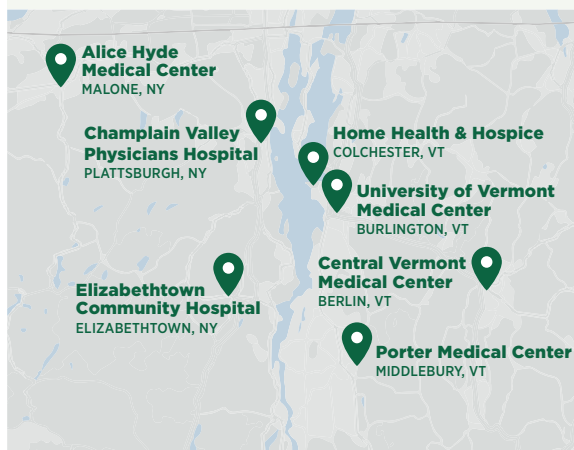 Alice Hyde
Medical Center
MALONE, NY
Champlain Valley
Physicians Hospital
PLATTSBURGH, NY
Home Health & Hospice
COLCHESTER, VT
University of Vermont
Medical Center
BURLINGTON, VT
Central Vermont
Medical Center
BERLIN, VT
Elizabethtown
Community Hospital
ELIZABETHTOWN, NY
Porter Medical Center
MIDDLEBURY, VT